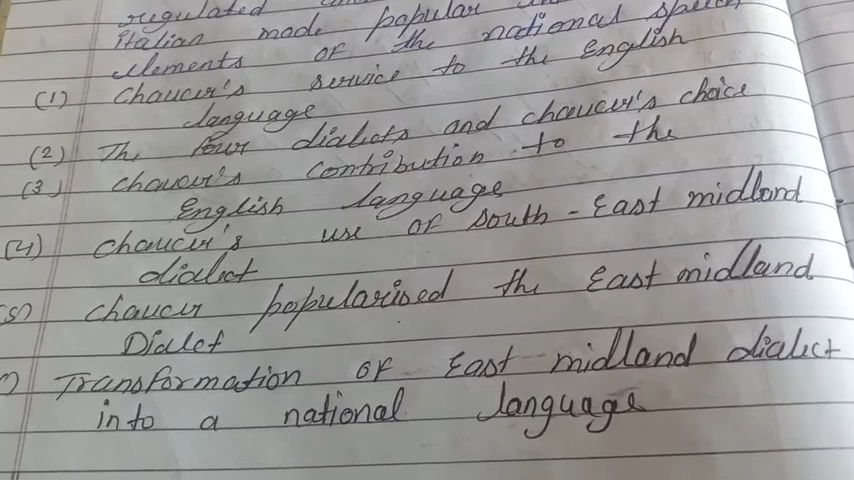 regulated
italian made popular
elements of the national speech
(1) Chaucer's service to the English
language
(2) The four dialects and chaucer's choice
(3) chaucer's contribution to the
English language
(4) chaucer's use of south-East midland
dialect
(5) chaucer popularised the East midland
Dialet
) Transformation of East midland dialect
into a national language